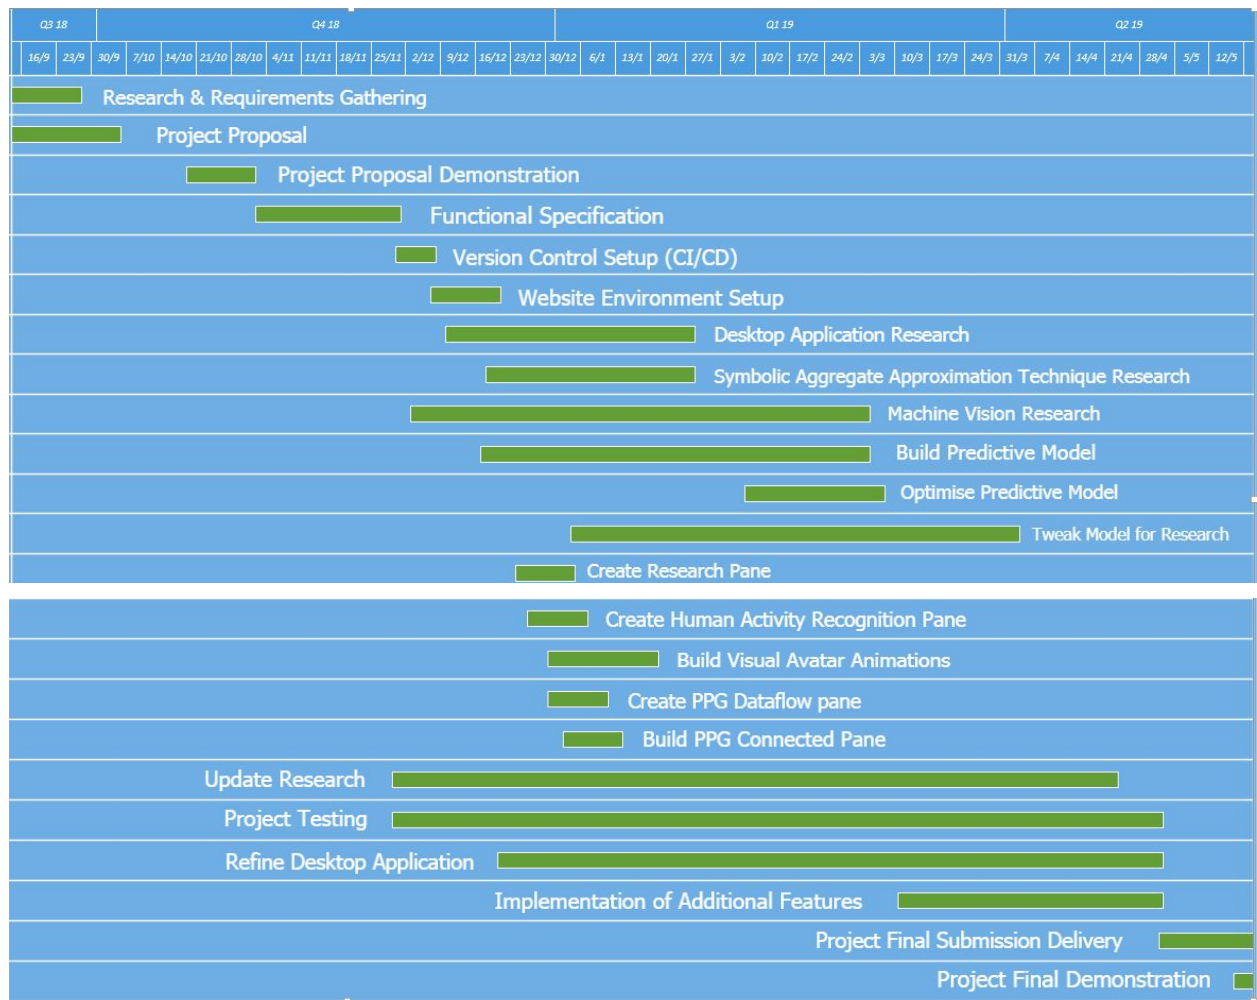 Q3 18 Q4 18 Q1 19 Q2 19
16/9 23/9 30/9 7/10 14/10 21/10 28/10 4/11 11/11 18/11 25/11 2/12 9/12 16/12 23/12 30/12 6/1 13/1 20/1 27/1 3/2 10/2 17/2 24/2 3/3 10/3 17/3 24/3 31/3 7/4 14/4 21/4 28/4 5/5 12/5
Research & Requirements Gathering
Project Proposal
Project Proposal Demonstration
Functional Specification
Version Control Setup (CI/CD)
Website Environment Setup
Desktop Application Research
Symbolic Aggregate Approximation Technique Research
Machine Vision Research
Build Predictive Model
Optimise Predictive Model
Tweak Model for Research
Create Research Pane
Create Human Activity Recognition Pane
Build Visual Avatar Animations
Create PPG Dataflow pane
Build PPG Connected Pane
Update Research
Project Testing
Refine Desktop Application
Implementation of Additional Features
Project Final Submission Delivery
Project Final Demonstration